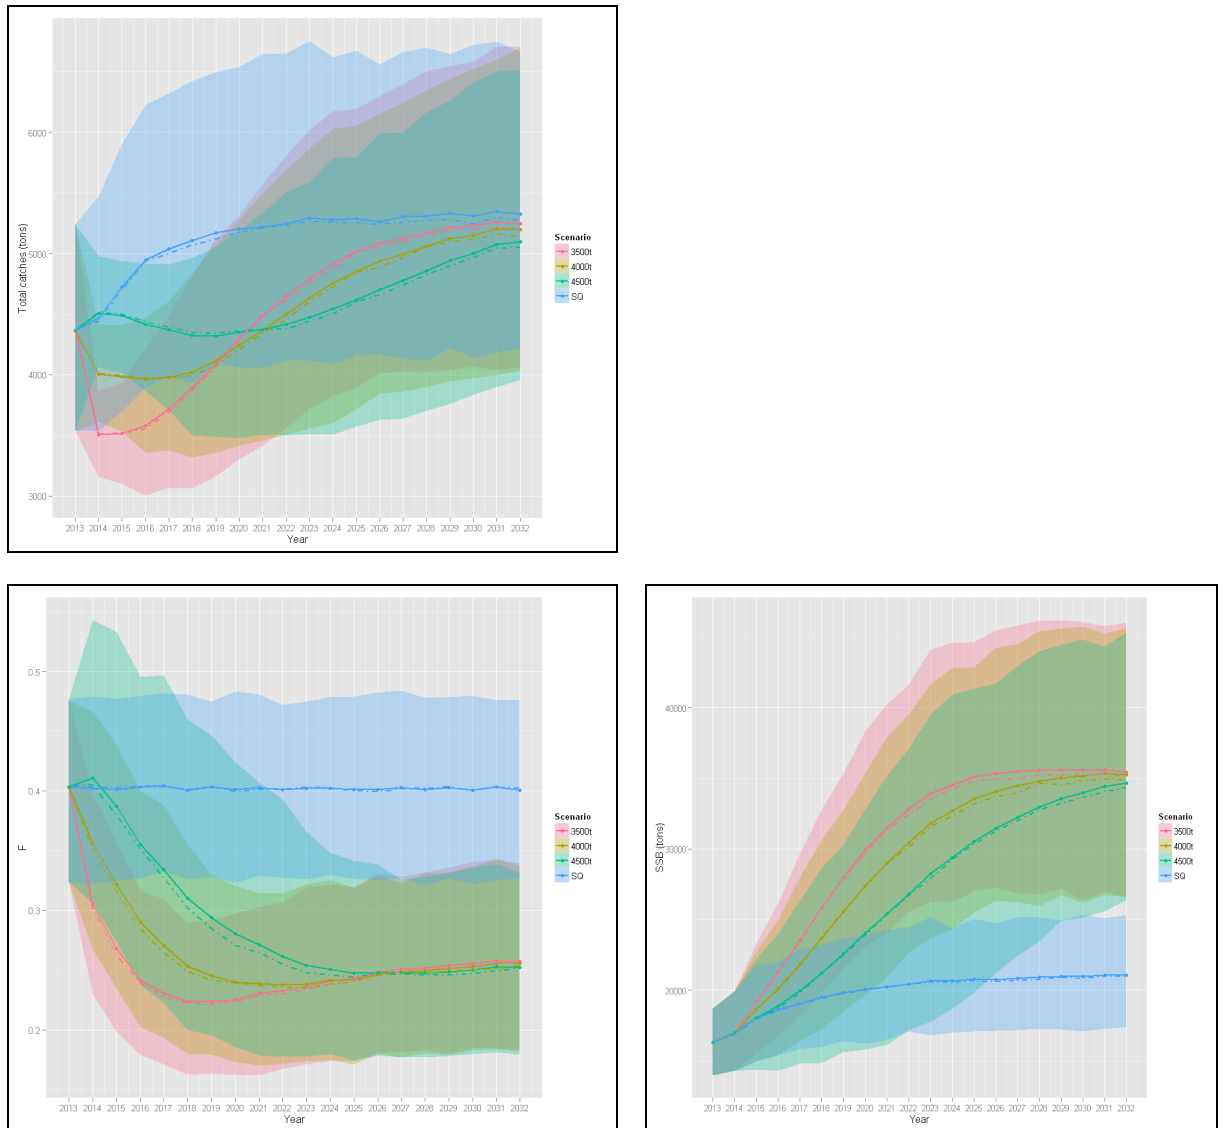 Total catches (tons)
6000
5000
4000
3000
2013 2014 2015 2016 2017 2018 2019 2020 2021 2022 2023 2024 2025 2026 2027 2028 2029 2030 2031 2032
Year
Scenario
3500t
4000t
4500t
SQ
F
0.5
0.4
0.3
0.2
2013 2014 2015 2016 2017 2018 2019 2020 2021 2022 2023 2024 2025 2026 2027 2028 2029 2030 2031 2032
Year
Scenario
3500t
4000t
4500t
SQ
SSB (tons)
40000
30000
20000
2013 2014 2015 2016 2017 2018 2019 2020 2021 2022 2023 2024 2025 2026 2027 2028 2029 2030 2031 2032
Year
Scenario
3500t
4000t
4500t
SQ